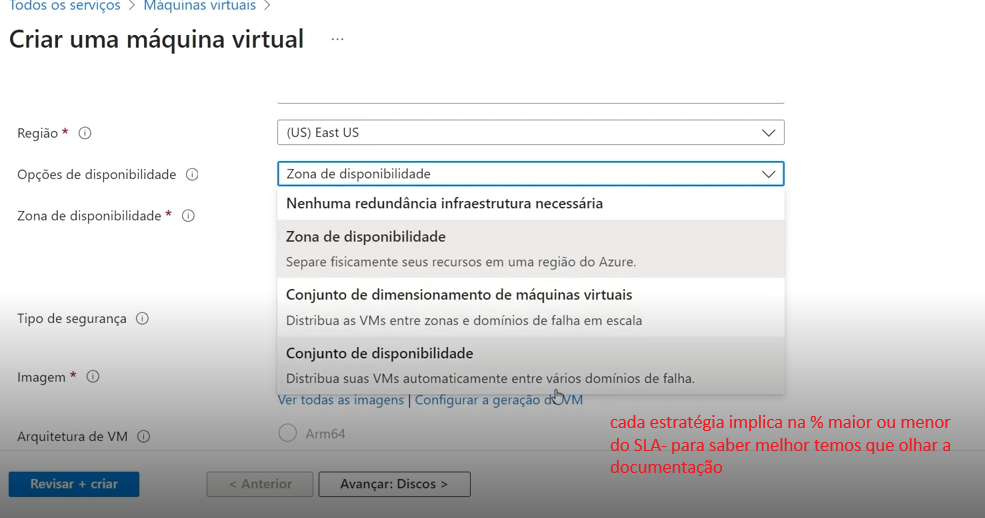 Todos os serviços > Máquinas virtuais >
Criar uma máquina virtual ...
Região * 
(US) East US
Opções de disponibilidade
Zona de disponibilidade
Zona de disponibilidade *
Nenhuma redundância infraestrutura necessária
Zona de disponibilidade
Separe fisicamente seus recursos em uma região do Azure.
Conjunto de dimensionamento de máquinas virtuais
Distribua as VMs entre zonas e domínios de falha em escala
Conjunto de disponibilidade
Distribua suas VMs automaticamente entre vários domínios de falha.
Tipo de segurança
Imagem *
Ver todas as imagens | Configurar a geração de VM
Arquitetura de VM
Arm64
cada estratégia implica na % maior ou menor
do SLA- para saber melhor temos que olhar a
documentação
Revisar + criar
< Anterior
Avançar: Discos >